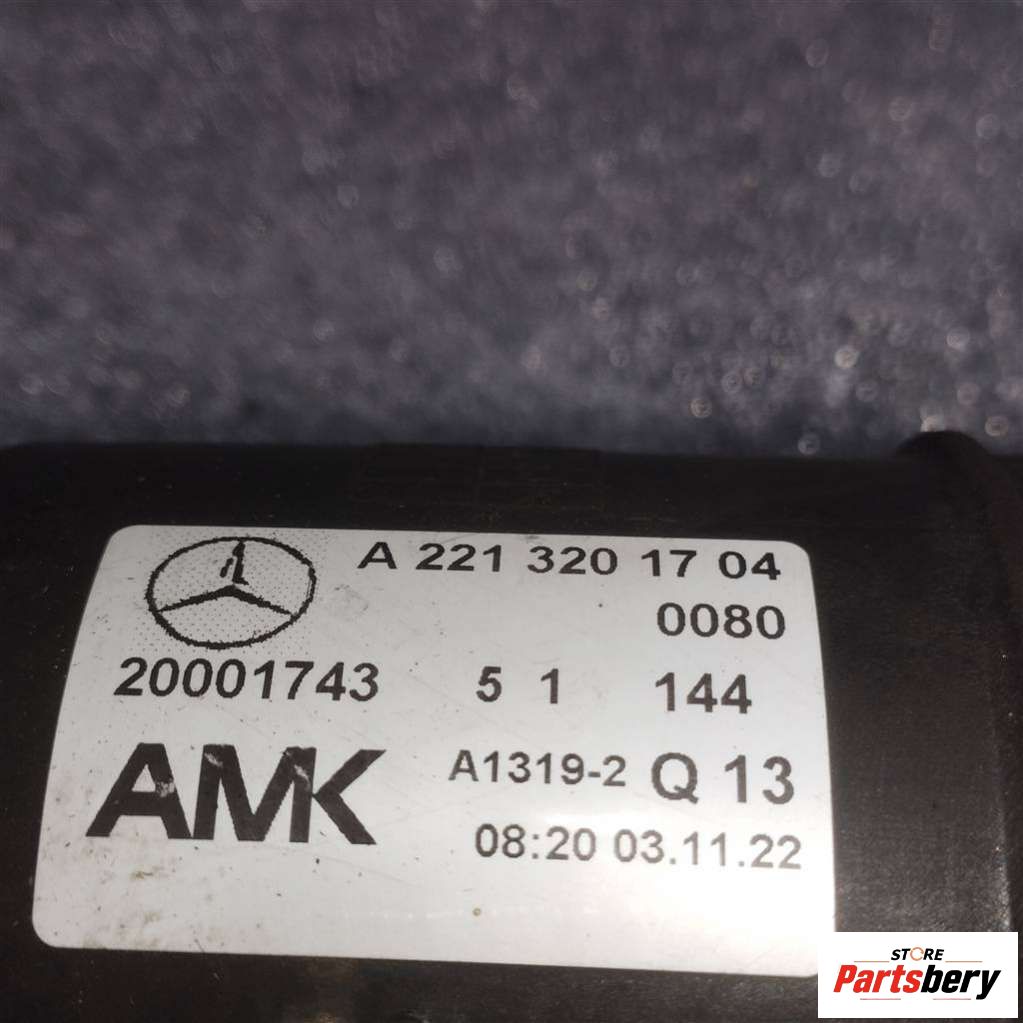 A 221 320 17 04
0080
20001743 5 1 144
AMK A1319-2 Q 13
08:20 03.11.22
STORE
Partsbery